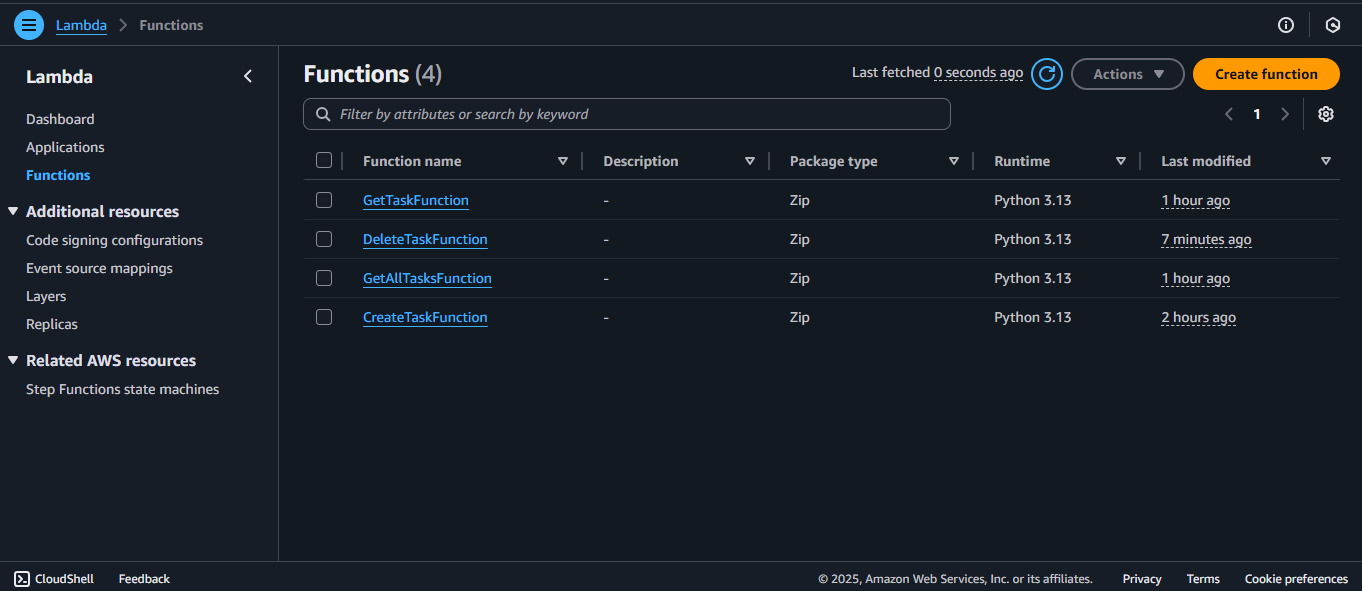 Lambda > Functions
Lambda
Dashboard
Applications
Functions
Additional resources
Code signing configurations
Event source mappings
Layers
Replicas
Related AWS resources
Step Functions state machines
Functions (4)
Last fetched 0 seconds ago
Actions
Create function
Filter by attributes or search by keyword
1
Function name Description Package type Runtime Last modified
GetTaskFunction - Zip Python 3.13 1 hour ago
DeleteTaskFunction - Zip Python 3.13 7 minutes ago
GetAllTasksFunction - Zip Python 3.13 1 hour ago
CreateTaskFunction - Zip Python 3.13 2 hours ago
CloudShell Feedback © 2025, Amazon Web Services, Inc. or its affiliates. Privacy Terms Cookie preferences